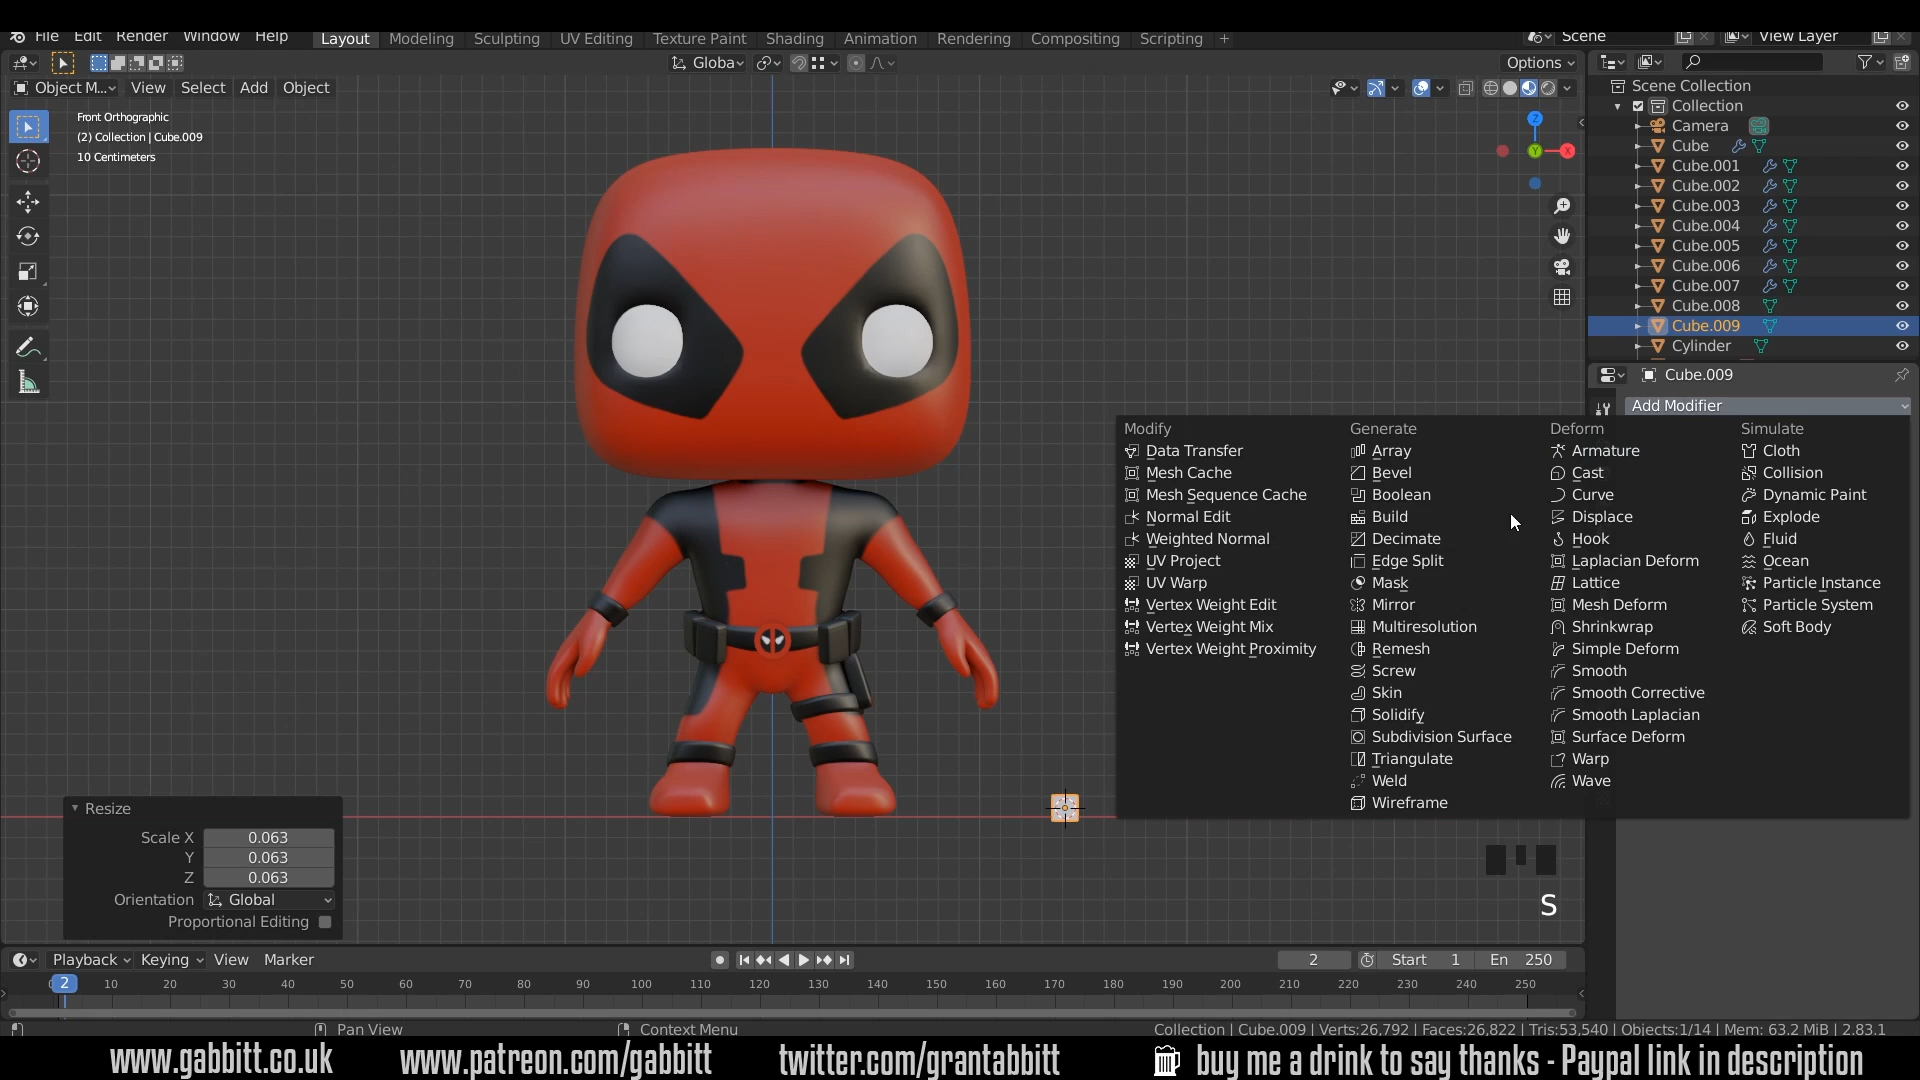 File Edit Render Window Help Layout Modeling Sculpting UV Editing Texture Paint Shading Animation Rendering Compositing Scripting + Scene View Layer
Globa Options
Object M... View Select Add Object
Front Orthographic
(2) Collection | Cube.009
10 Centimeters
Z
Y
X
Scene Collection
Collection
Camera
Cube
Cube.001
Cube.002
Cube.003
Cube.004
Cube.005
Cube.006
Cube.007
Cube.008
Cube.009
Cylinder
Cube.009
Add Modifier
Modify
Data Transfer
Mesh Cache
Mesh Sequence Cache
Normal Edit
Weighted Normal
UV Project
UV Warp
Vertex Weight Edit
Vertex Weight Mix
Vertex Weight Proximity
Generate
Array
Bevel
Boolean
Build
Decimate
Edge Split
Mask
Mirror
Multiresolution
Remesh
Screw
Skin
Solidify
Subdivision Surface
Triangulate
Weld
Wireframe
Deform
Armature
Cast
Curve
Displace
Hook
Laplacian Deform
Lattice
Mesh Deform
Shrinkwrap
Simple Deform
Smooth
Smooth Corrective
Smooth Laplacian
Surface Deform
Warp
Wave
Simulate
Cloth
Collision
Dynamic Paint
Explode
Fluid
Ocean
Particle Instance
Particle System
Soft Body
Resize
Scale X 0.063
Y 0.063
Z 0.063
Orientation Global
Proportional Editing
S
Playback Keying View Marker 2 Start 1 En 250
2 10 20 30 40 50 60 70 80 90 100 110 120 130 140 150 160 170 180 190 200 210 220 230 240 250
Pan View Context Menu Collection | Cube.009 | Verts:26,792 | Faces:26,822 | Tris:53,540 | Objects:1/14 | Mem: 63.2 MiB | 2.83.1
www.gabbitt.co.uk www.patreon.com/gabbitt twitter.com/grantabbitt buy me a drink to say thanks - Paypal link in description